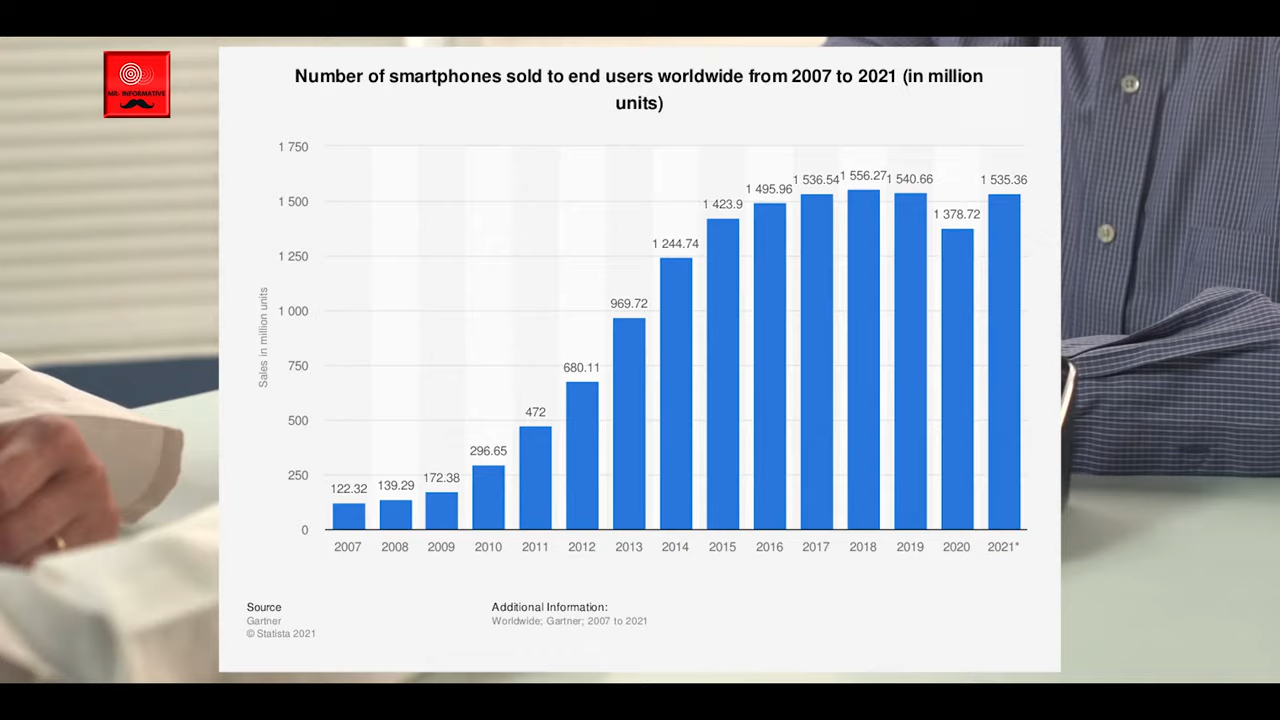 MR. INFORMATIVE
Number of smartphones sold to end users worldwide from 2007 to 2021 (in million
units)
Sales in million units
1 750
1 500
1 250
1 000
750
500
250
0
122.32
139.29
172.38
296.65
472
680.11
969.72
1 244.74
1 423.9
1 495.96
1 536.54
1 556.27
1 540.66
1 378.72
1 535.36
2007 2008 2009 2010 2011 2012 2013 2014 2015 2016 2017 2018 2019 2020 2021*
Source
Gartner
© Statista 2021
Additional Information:
Worldwide; Gartner; 2007 to 2021